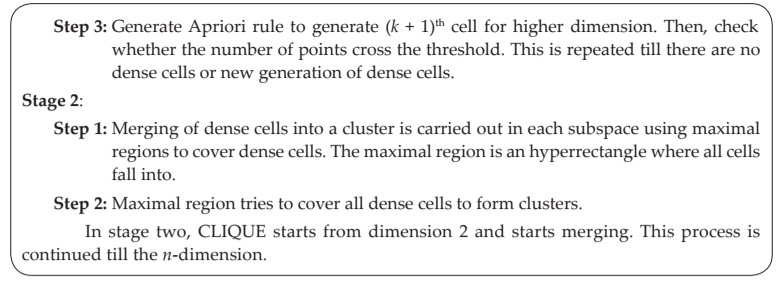 Step 3: Generate Apriori rule to generate (k + 1)th cell for higher dimension. Then, check
whether the number of points cross the threshold. This is repeated till there are no
dense cells or new generation of dense cells.
Stage 2:
Step 1: Merging of dense cells into a cluster is carried out in each subspace using maximal
regions to cover dense cells. The maximal region is an hyperrectangle where all cells
fall into.
Step 2: Maximal region tries to cover all dense cells to form clusters.
In stage two, CLIQUE starts from dimension 2 and starts merging. This process is
continued till the n-dimension.